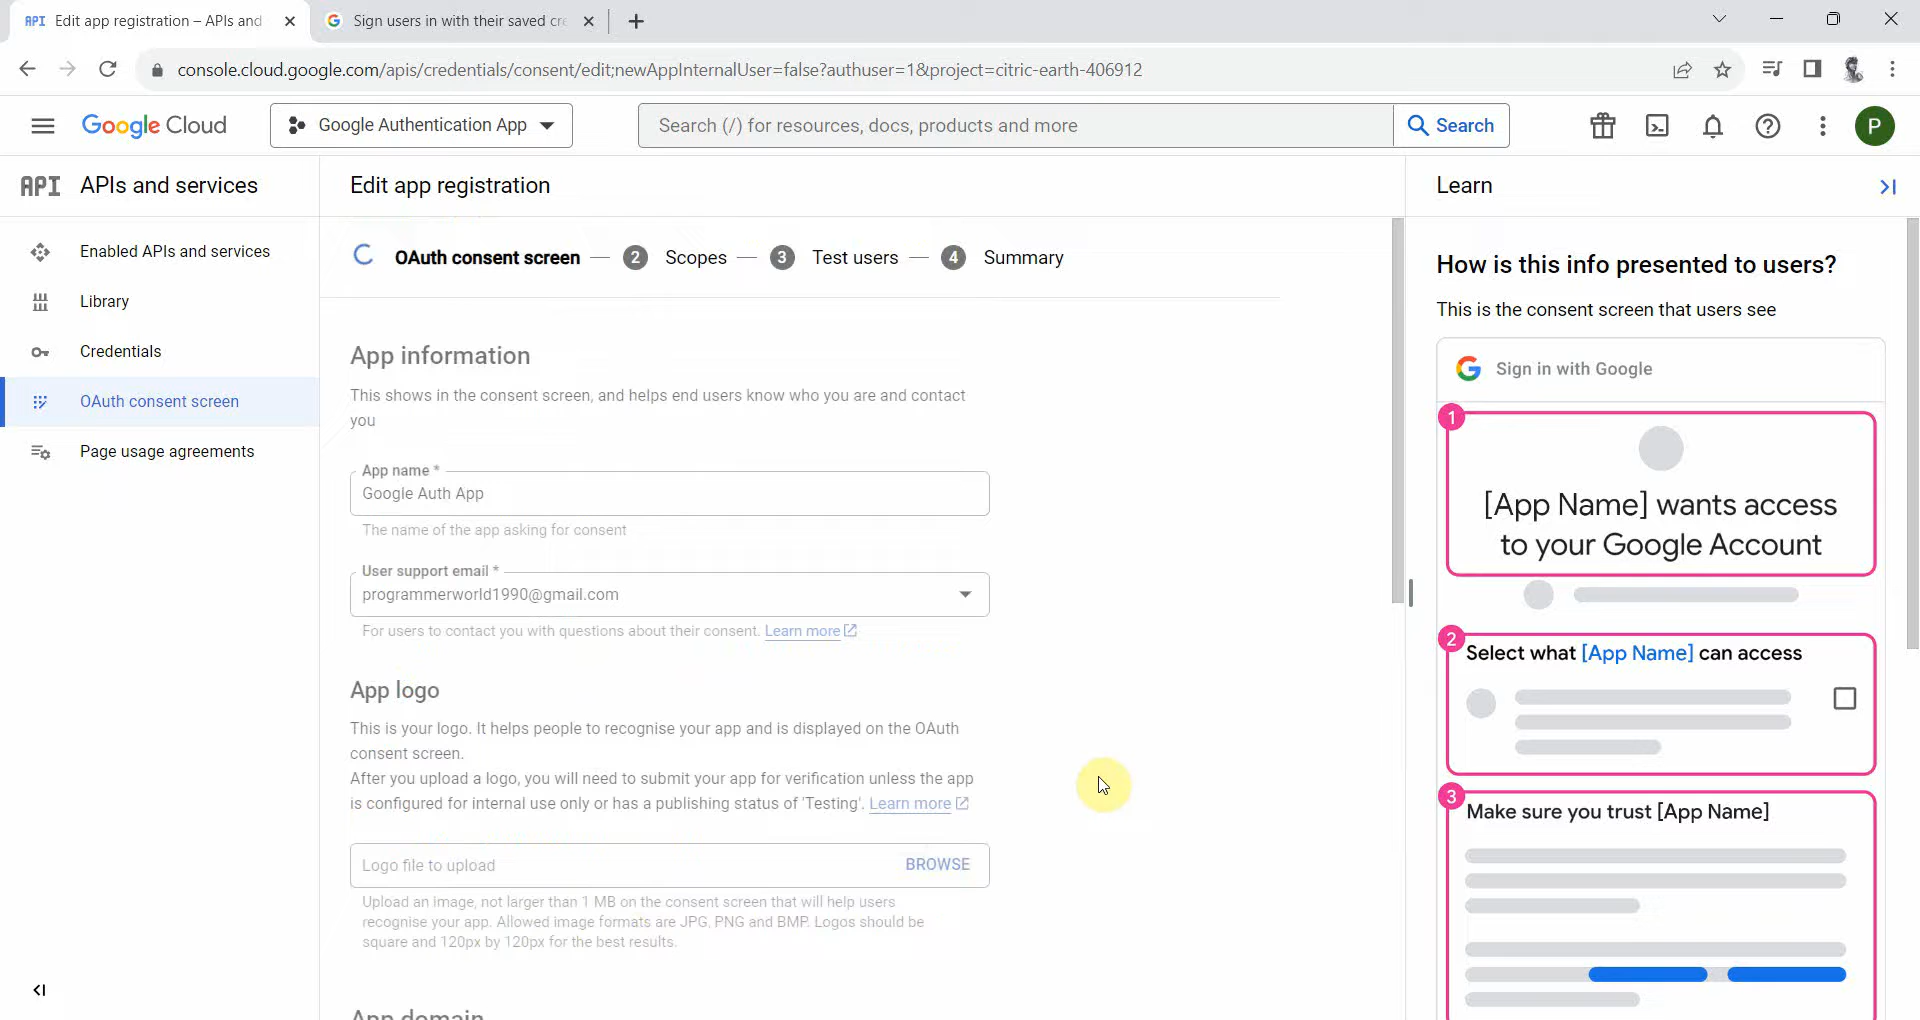 API Edit app registration – APIs and
Sign users in with their saved cre
console.cloud.google.com/apis/credentials/consent/edit;newAppInternalUser=false?authuser=1&project=citric-earth-406912
Google Cloud
Google Authentication App
Search (/) for resources, docs, products and more
Search
P
API APIs and services
Edit app registration
Learn
Enabled APIs and services
Library
Credentials
OAuth consent screen
Page usage agreements
OAuth consent screen — 2 Scopes — 3 Test users — 4 Summary
App information
This shows in the consent screen, and helps end users know who you are and contact
you
App name *
Google Auth App
The name of the app asking for consent
User support email *
programmerworld1990@gmail.com
For users to contact you with questions about their consent. Learn more
App logo
This is your logo. It helps people to recognise your app and is displayed on the OAuth
consent screen.
After you upload a logo, you will need to submit your app for verification unless the app
is configured for internal use only or has a publishing status of 'Testing'. Learn more
Logo file to upload
BROWSE
Upload an image, not larger than 1 MB on the consent screen that will help users
recognise your app. Allowed image formats are JPG, PNG and BMP. Logos should be
square and 120px by 120px for the best results.
App domain
How is this info presented to users?
This is the consent screen that users see
Sign in with Google
1
[App Name] wants access
to your Google Account
2
Select what [App Name] can access
3
Make sure you trust [App Name]